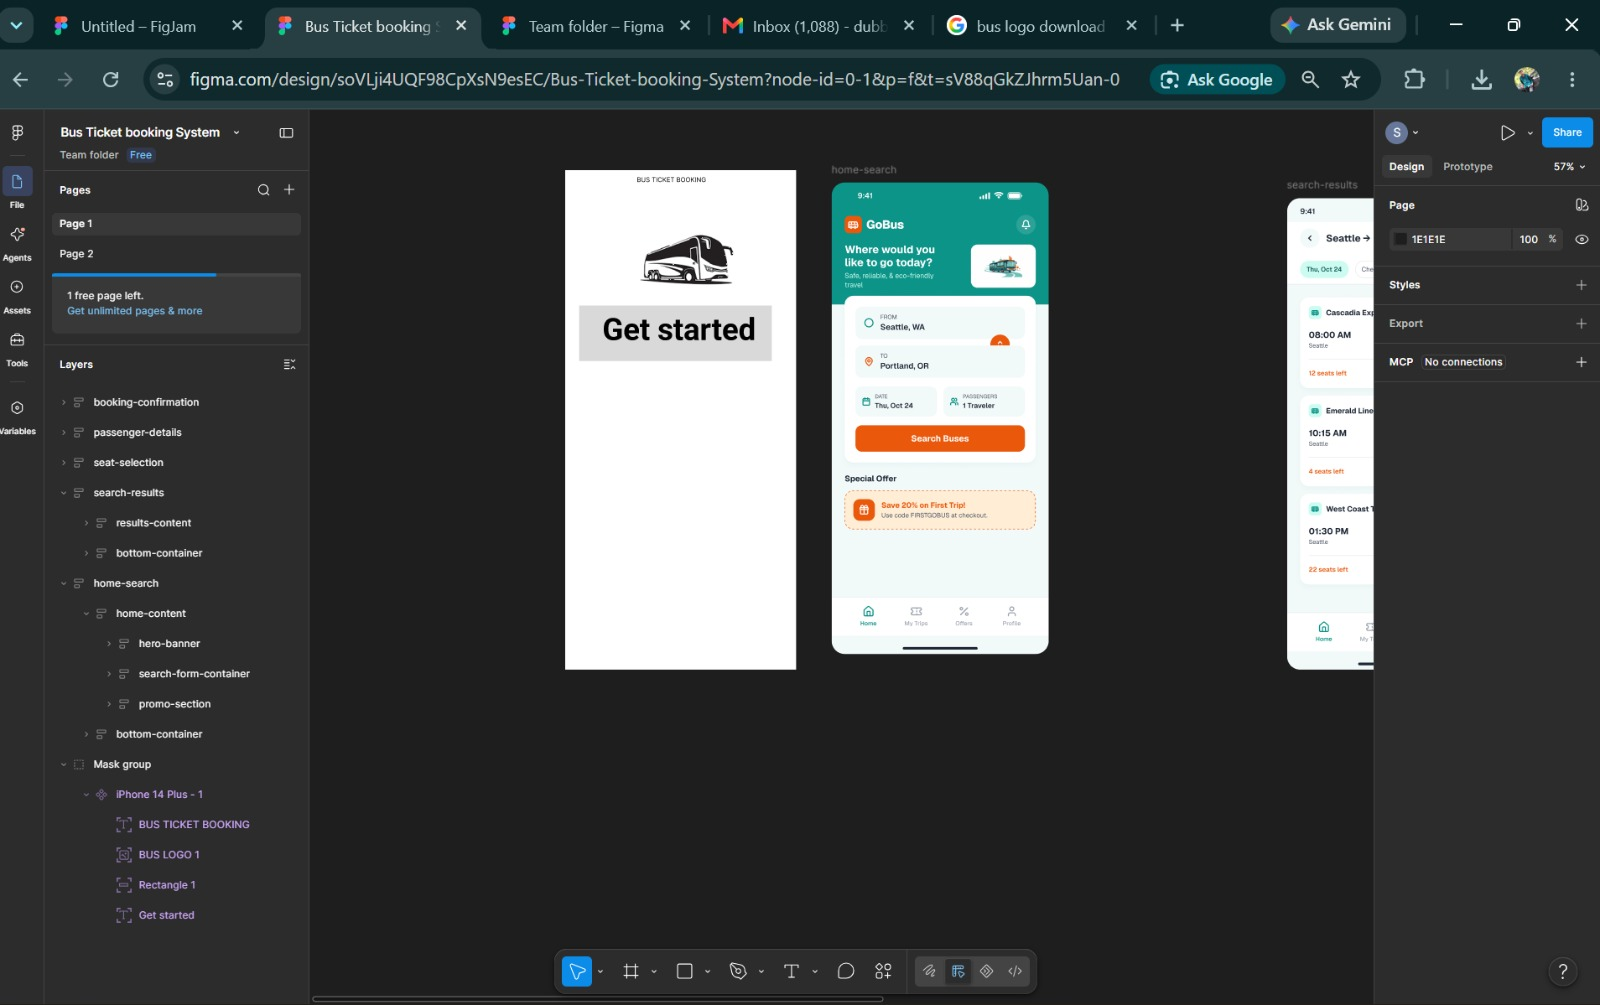 Untitled – FigJam
Bus Ticket booking S
Team folder – Figma
Inbox (1,088) - dubb
bus logo download
Ask Gemini
figma.com/design/soVLji4UQF98CpXsN9esEC/Bus-Ticket-booking-System?node-id=0-1&p=f&t=sV88qGkZJhrm5Uan-0
Ask Google
File
Agents
Assets
Tools
Variables
Bus Ticket booking System
Team folder Free
Pages
Page 1
Page 2
1 free page left.
Get unlimited pages & more
Layers
booking-confirmation
passenger-details
seat-selection
search-results
results-content
bottom-container
home-search
home-content
hero-banner
search-form-container
promo-section
bottom-container
Mask group
iPhone 14 Plus - 1
BUS TICKET BOOKING
BUS LOGO 1
Rectangle 1
Get started
BUS TICKET BOOKING
Get started
home-search
9:41
GoBus
Where would you
like to go today?
Safe, reliable, & eco-friendly
travel
FROM
Seattle, WA
TO
Portland, OR
DATE
Thu, Oct 24
PASSENGERS
1 Traveler
Search Buses
Special Offer
Save 20% on First Trip!
Use code FIRSTGOBUS at checkout.
Home
My Trips
Offers
Profile
search-results
9:41
Seattle →
Thu, Oct 24
Che
Cascadia Exp
08:00 AM
Seattle
12 seats left
Emerald Line
10:15 AM
Seattle
4 seats left
West Coast T
01:30 PM
Seattle
22 seats left
Home
My T
S
Share
Design
Prototype
57%
Page
1E1E1E
100 %
Styles
Export
MCP No connections
?